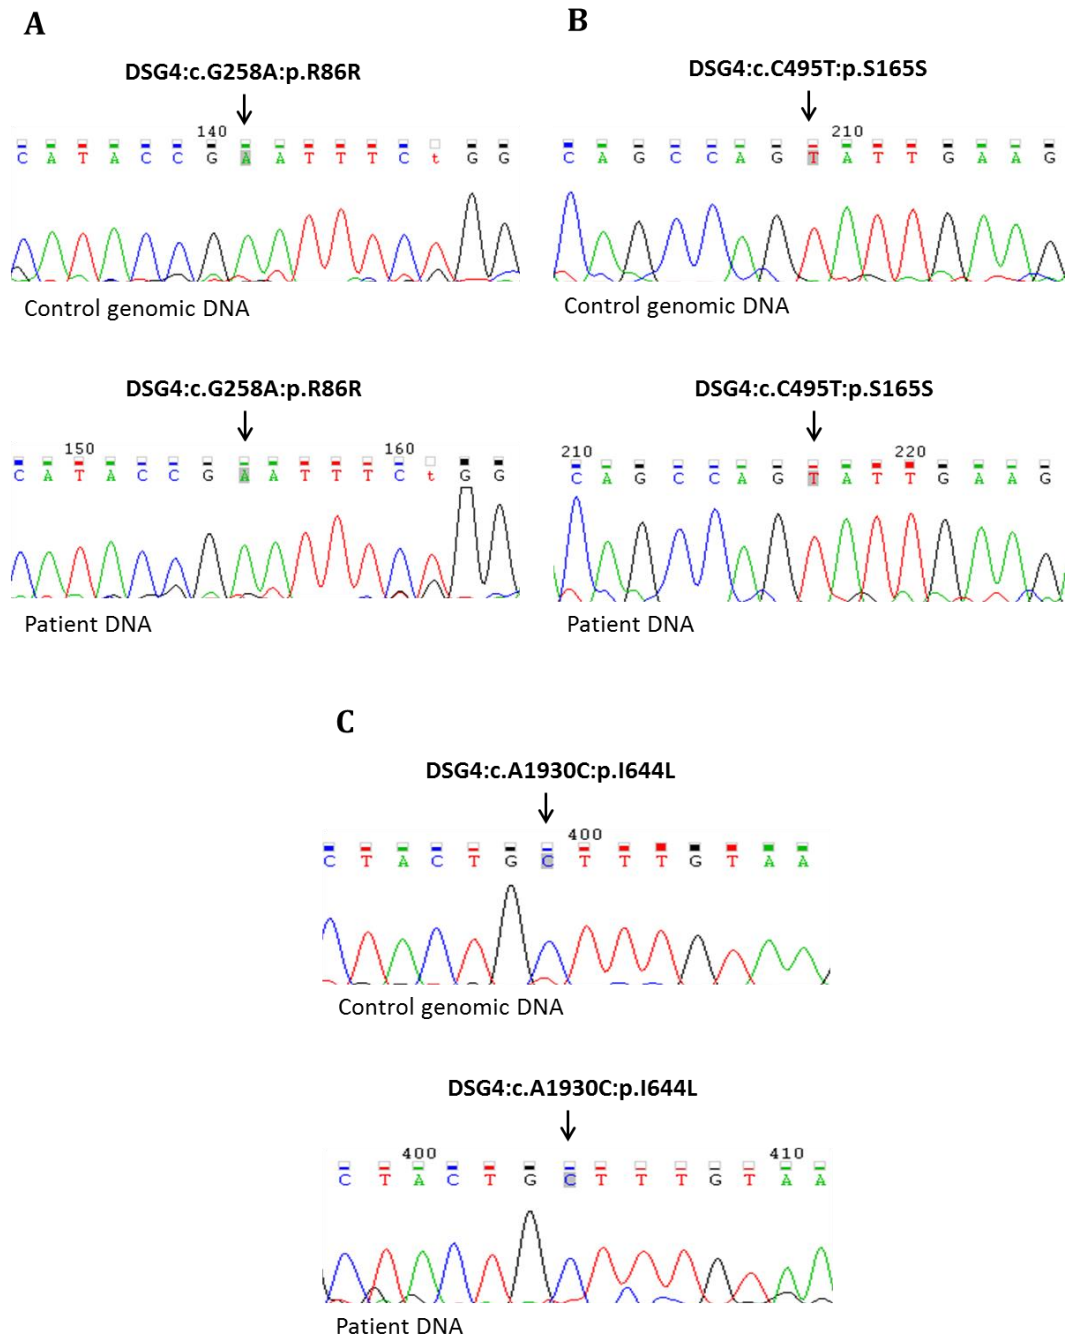 A
DSG4:c.G258A:p.R86R
140
C A T A C C G A A T T T C t G G
Control genomic DNA
DSG4:c.G258A:p.R86R
150 160
C A T A C C G A A T T T C t G G
Patient DNA
B
DSG4:c.C495T:p.S165S
210
C A G C C A G T A T T G A A G
Control genomic DNA
DSG4:c.C495T:p.S165S
210 220
C A G C C A G T A T T G A A G
Patient DNA
C
DSG4:c.A1930C:p.I644L
400
C T A C T G C T T T G T A A
Control genomic DNA
DSG4:c.A1930C:p.I644L
400 410
C T A C T G C T T T G T A A
Patient DNA